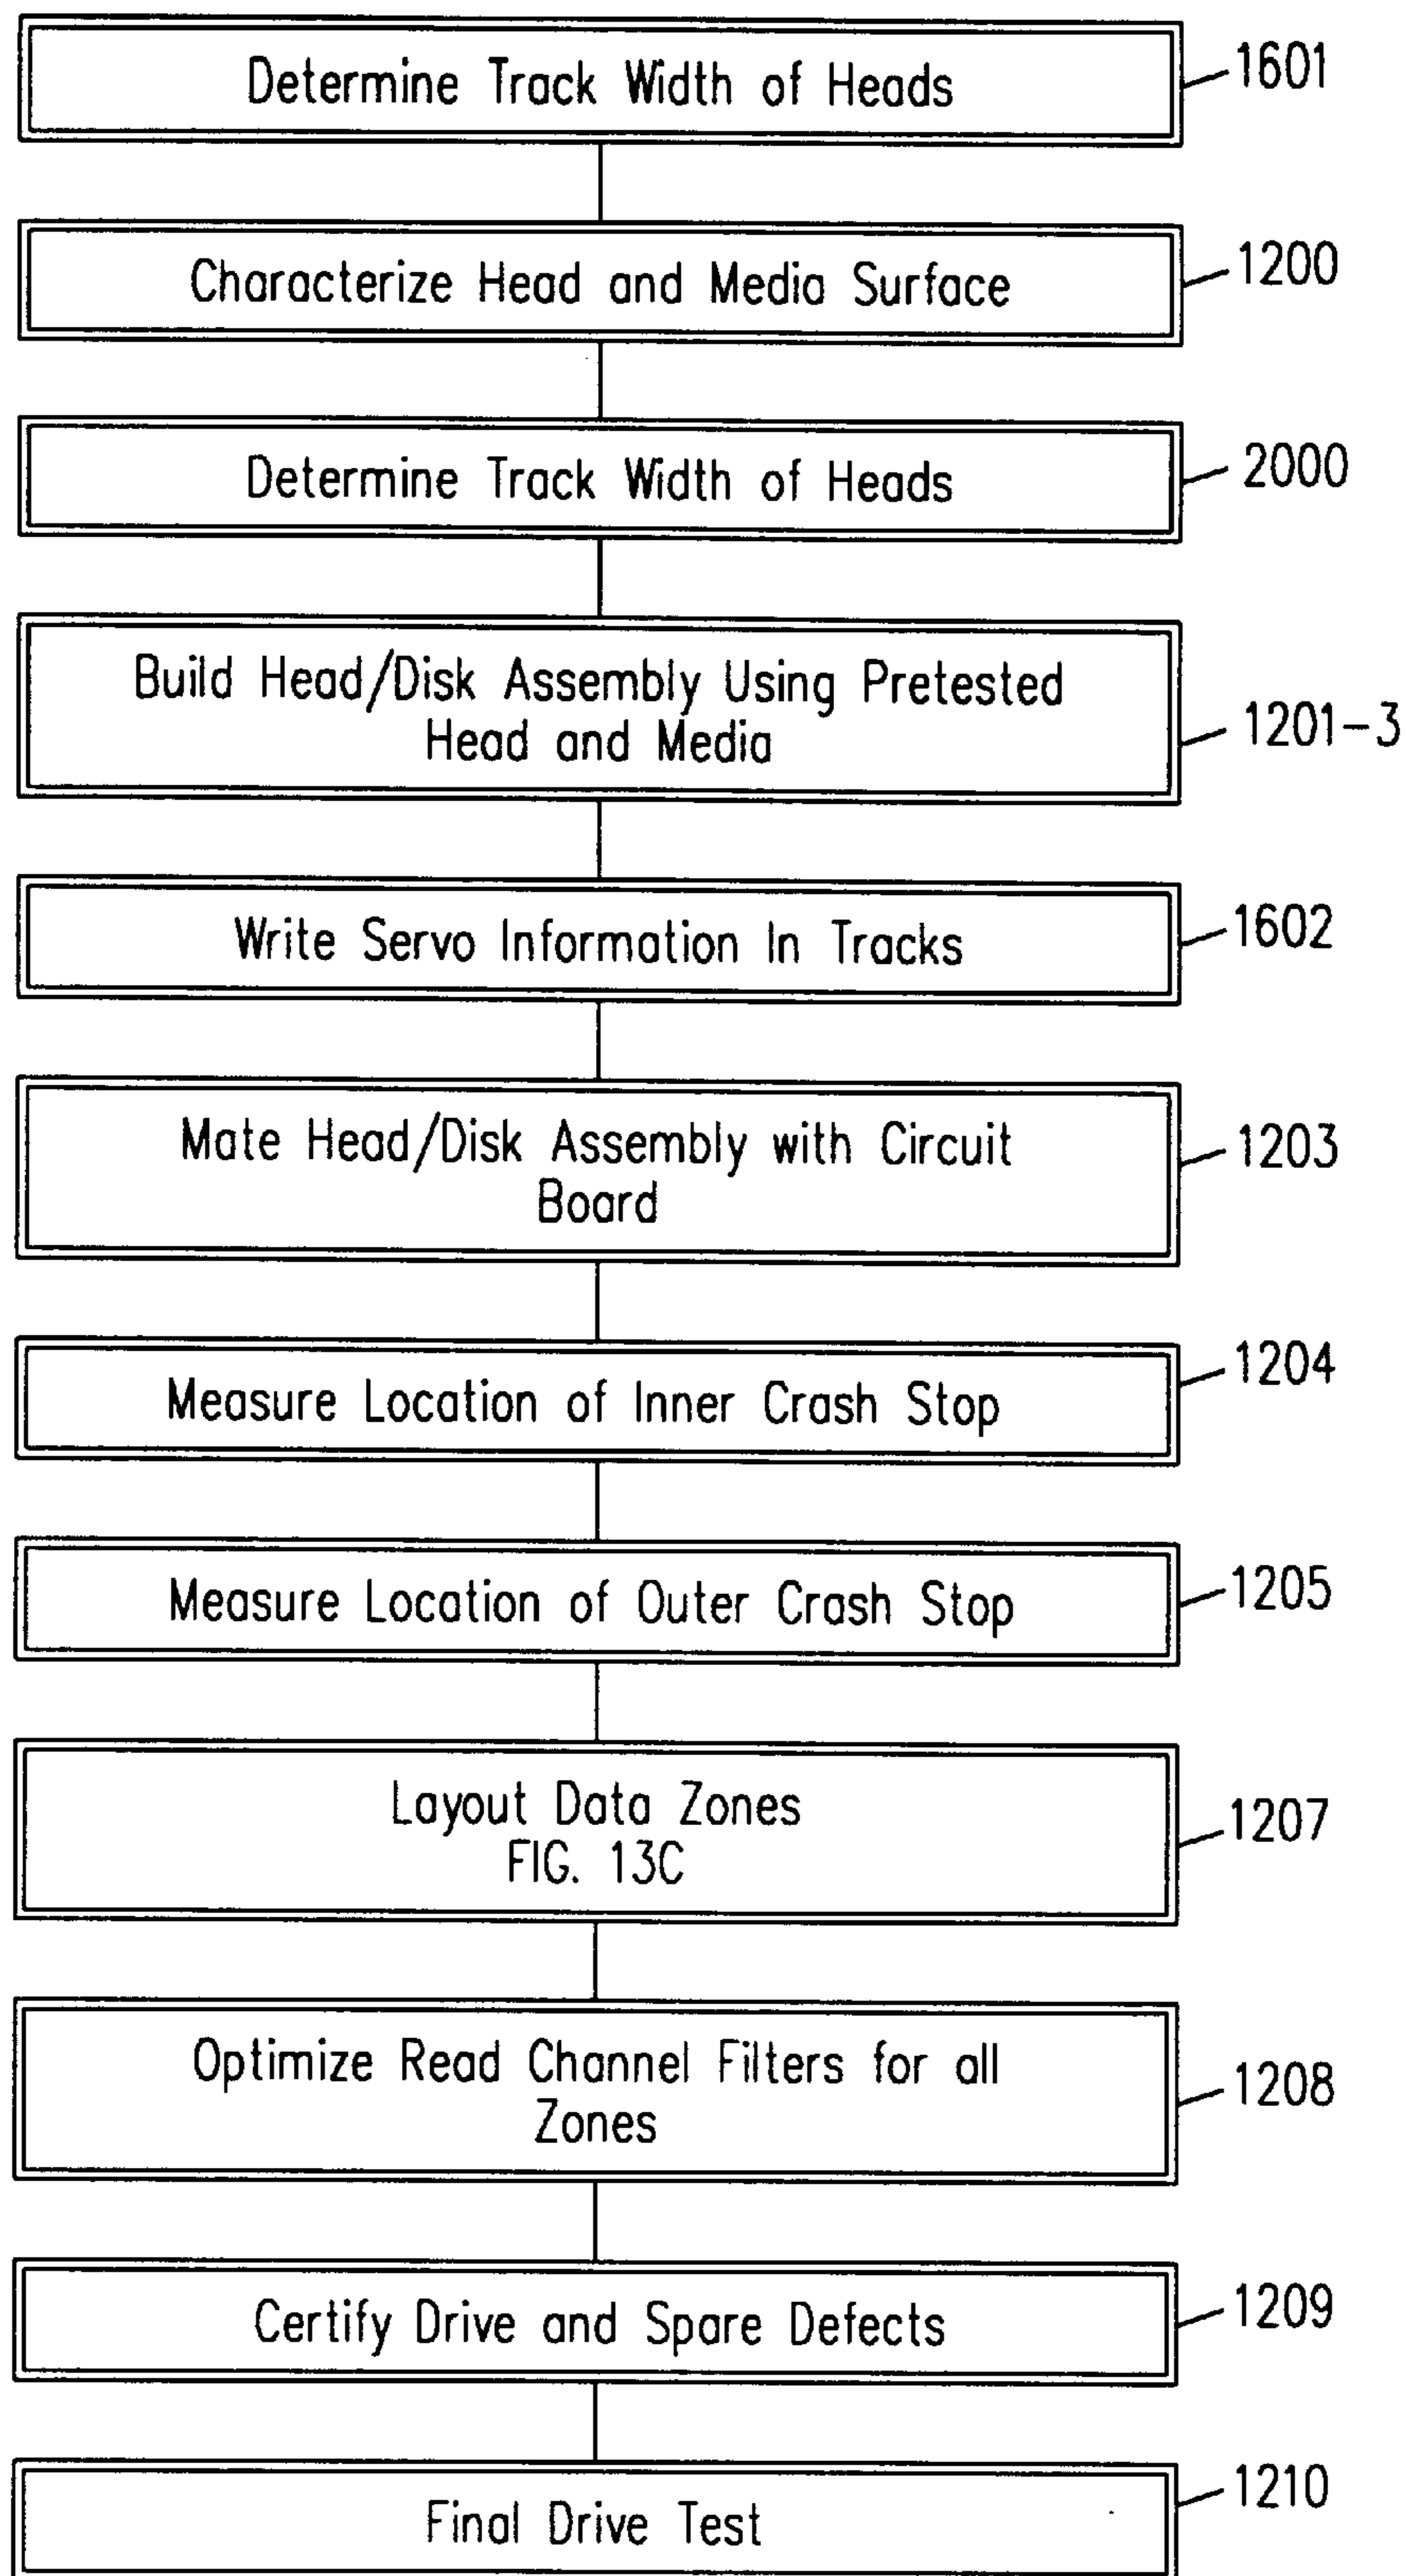 Determine Track Width of Heads
1601
Characterize Head and Media Surface
1200
Determine Track Width of Heads
2000
Build Head/Disk Assembly Using Pretested
Head and Media
1201-3
Write Servo Information In Tracks
1602
Mate Head/Disk Assembly with Circuit
Board
1203
Measure Location of Inner Crash Stop
1204
Measure Location of Outer Crash Stop
1205
Layout Data Zones
FIG. 13C
1207
Optimize Read Channel Filters for all
Zones
1208
Certify Drive and Spare Defects
1209
Final Drive Test
1210